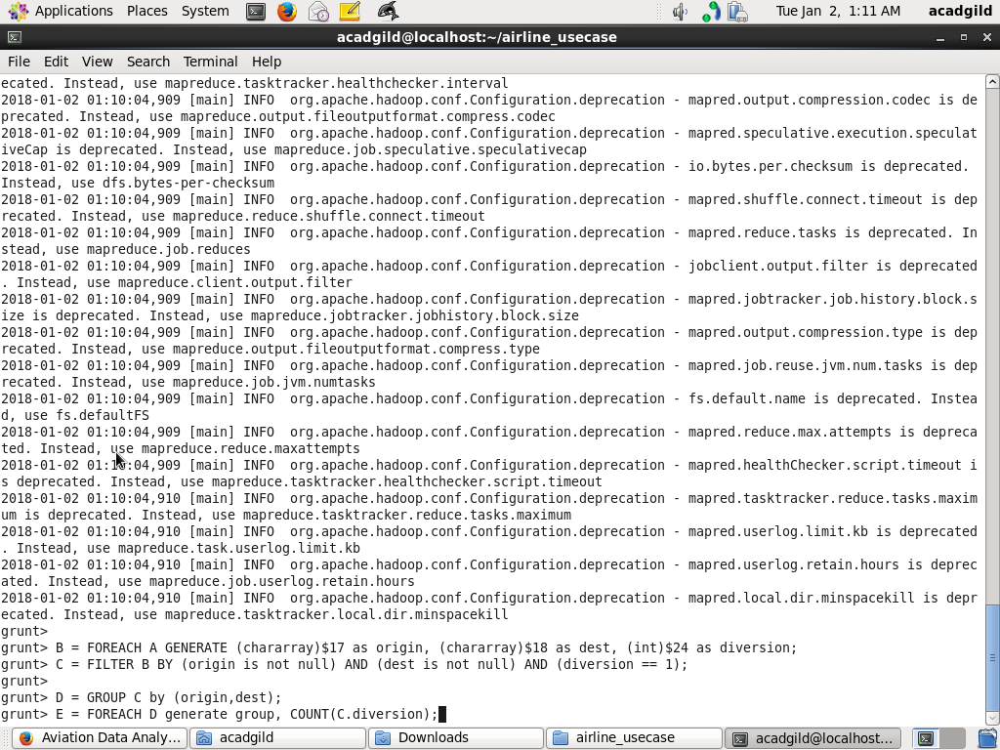 Applications Places System Tue Jan 2, 1:11 AM acadgild
acadgild@localhost:~/airline_usecase
File Edit View Search Terminal Help
ecated. Instead, use mapreduce.tasktracker.healthchecker.interval
2018-01-02 01:10:04,909 [main] INFO  org.apache.hadoop.conf.Configuration.deprecation - mapred.output.compression.codec is de
precated. Instead, use mapreduce.output.fileoutputformat.compress.codec
2018-01-02 01:10:04,909 [main] INFO  org.apache.hadoop.conf.Configuration.deprecation - mapred.speculative.execution.speculat
iveCap is deprecated. Instead, use mapreduce.job.speculative.speculativecap
2018-01-02 01:10:04,909 [main] INFO  org.apache.hadoop.conf.Configuration.deprecation - io.bytes.per.checksum is deprecated.
Instead, use dfs.bytes-per-checksum
2018-01-02 01:10:04,909 [main] INFO  org.apache.hadoop.conf.Configuration.deprecation - mapred.shuffle.connect.timeout is dep
recated. Instead, use mapreduce.reduce.shuffle.connect.timeout
2018-01-02 01:10:04,909 [main] INFO  org.apache.hadoop.conf.Configuration.deprecation - mapred.reduce.tasks is deprecated. In
stead, use mapreduce.job.reduces
2018-01-02 01:10:04,909 [main] INFO  org.apache.hadoop.conf.Configuration.deprecation - jobclient.output.filter is deprecated
. Instead, use mapreduce.client.output.filter
2018-01-02 01:10:04,909 [main] INFO  org.apache.hadoop.conf.Configuration.deprecation - mapred.jobtracker.job.history.block.s
ize is deprecated. Instead, use mapreduce.jobtracker.jobhistory.block.size
2018-01-02 01:10:04,909 [main] INFO  org.apache.hadoop.conf.Configuration.deprecation - mapred.output.compression.type is dep
recated. Instead, use mapreduce.output.fileoutputformat.compress.type
2018-01-02 01:10:04,909 [main] INFO  org.apache.hadoop.conf.Configuration.deprecation - mapred.job.reuse.jvm.num.tasks is dep
recated. Instead, use mapreduce.job.jvm.numtasks
2018-01-02 01:10:04,909 [main] INFO  org.apache.hadoop.conf.Configuration.deprecation - fs.default.name is deprecated. Instea
d, use fs.defaultFS
2018-01-02 01:10:04,909 [main] INFO  org.apache.hadoop.conf.Configuration.deprecation - mapred.reduce.max.attempts is depreca
ted. Instead, use mapreduce.reduce.maxattempts
2018-01-02 01:10:04,909 [main] INFO  org.apache.hadoop.conf.Configuration.deprecation - mapred.healthChecker.script.timeout i
s deprecated. Instead, use mapreduce.tasktracker.healthchecker.script.timeout
2018-01-02 01:10:04,910 [main] INFO  org.apache.hadoop.conf.Configuration.deprecation - mapred.tasktracker.reduce.tasks.maxim
um is deprecated. Instead, use mapreduce.tasktracker.reduce.tasks.maximum
2018-01-02 01:10:04,910 [main] INFO  org.apache.hadoop.conf.Configuration.deprecation - mapred.userlog.limit.kb is deprecated
. Instead, use mapreduce.task.userlog.limit.kb
2018-01-02 01:10:04,910 [main] INFO  org.apache.hadoop.conf.Configuration.deprecation - mapred.userlog.retain.hours is deprec
ated. Instead, use mapreduce.job.userlog.retain.hours
2018-01-02 01:10:04,910 [main] INFO  org.apache.hadoop.conf.Configuration.deprecation - mapred.local.dir.minspacekill is depr
ecated. Instead, use mapreduce.tasktracker.local.dir.minspacekill
grunt>
grunt> B = FOREACH A GENERATE (chararray)$17 as origin, (chararray)$18 as dest, (int)$24 as diversion;
grunt> C = FILTER B BY (origin is not null) AND (dest is not null) AND (diversion == 1);
grunt>
grunt> D = GROUP C by (origin,dest);
grunt> E = FOREACH D generate group, COUNT(C.diversion);
Aviation Data Analy... acadgild Downloads airline_usecase acadgild@localhost...